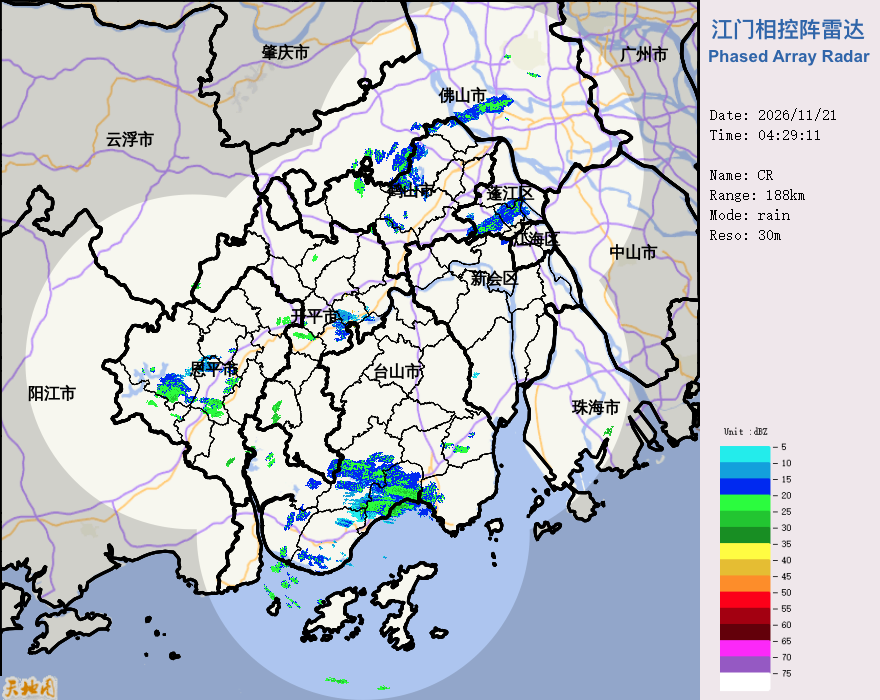 江门相控阵雷达
Phased Array Radar
Date: 2026/11/21
Time: 04:29:11
Name: CR
Range: 188km
Mode: rain
Reso: 30m
肇庆市
广州市
佛山市
云浮市
鹤山市
蓬江区
江海区
中山市
新会区
开平市
恩平市
台山市
阳江市
珠海市
Unit :dBZ
5
10
15
20
25
30
35
40
45
50
55
60
65
70
75
天地图